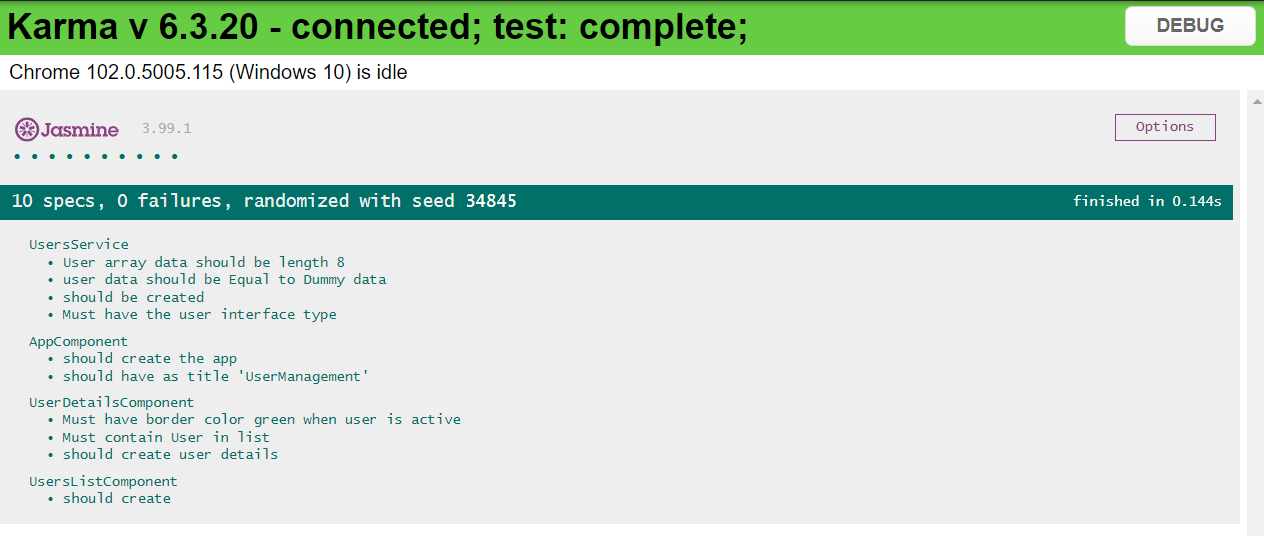 Karma v 6.3.20 - connected; test: complete;
DEBUG
Chrome 102.0.5005.115 (Windows 10) is idle
Jasmine 3.99.1
Options
10 specs, 0 failures, randomized with seed 34845
finished in 0.144s
UsersService
• User array data should be length 8
• user data should be Equal to Dummy data
• should be created
• Must have the user interface type
AppComponent
• should create the app
• should have as title 'UserManagement'
UserDetailsComponent
• Must have border color green when user is active
• Must contain User in list
• should create user details
UsersListComponent
• should create